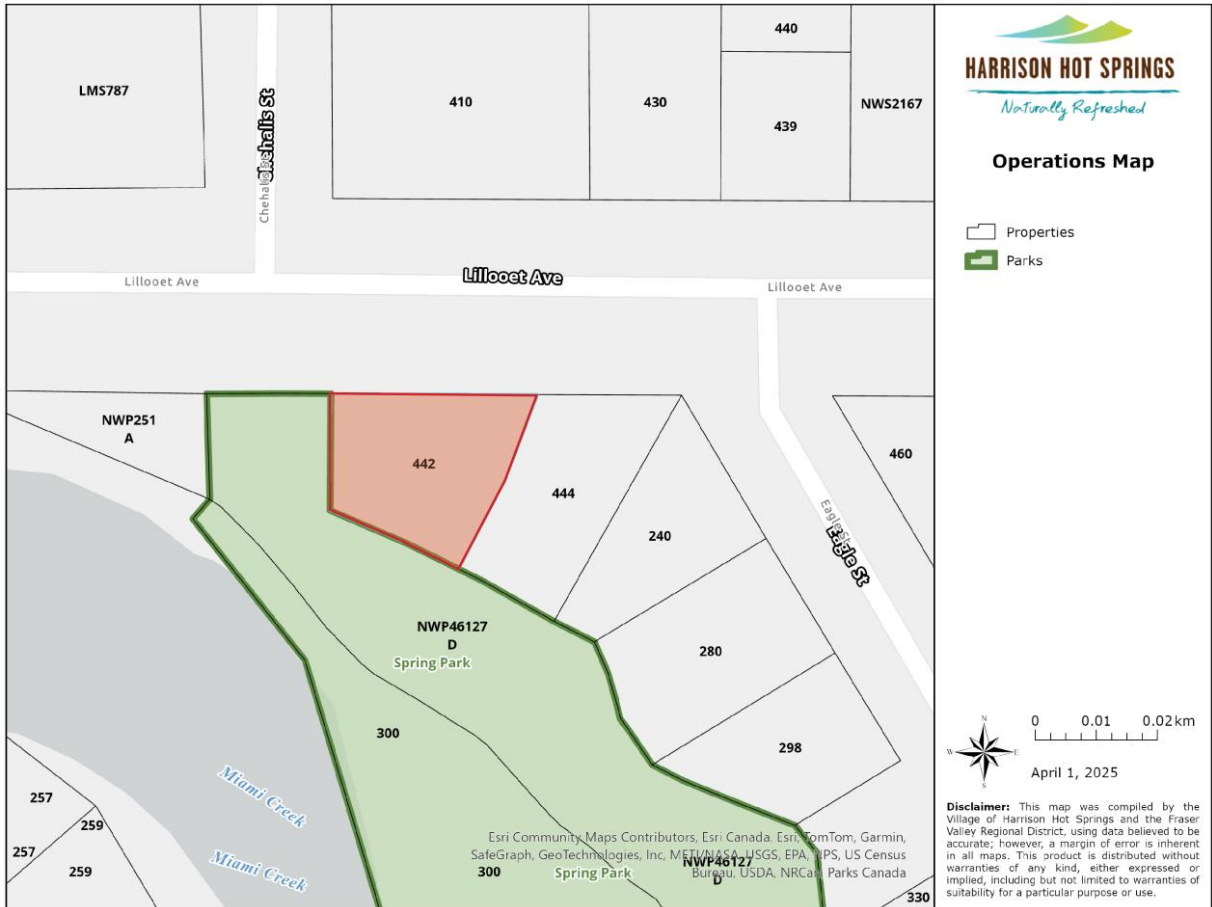 LMS787
Chehalis St
Chehalis St
410
430
440
439
NWS2167
Lillooet Ave
Lillooet Ave
Lillooet Ave
NWP251
A
442
444
240
460
Eagle St
Eagle St
NWP46127
D
Spring Park
280
300
298
Miami Creek
Miami Creek
257
259
257
259
300
NWP46127
D
Spring Park
330
Esri Community Maps Contributors, Esri Canada, Esri, TomTom, Garmin,
SafeGraph, GeoTechnologies, Inc, METI/NASA, USGS, EPA, NPS, US Census
Bureau, USDA, NRCan, Parks Canada
HARRISON HOT SPRINGS
Naturally Refreshed
Operations Map
Properties
Parks
N
W
E
S
0 0.01 0.02 km
April 1, 2025
Disclaimer: This map was compiled by the
Village of Harrison Hot Springs and the Fraser
Valley Regional District, using data believed to be
accurate; however, a margin of error is inherent
in all maps. This product is distributed without
warranties of any kind, either expressed or
implied, including but not limited to warranties of
suitability for a particular purpose or use.